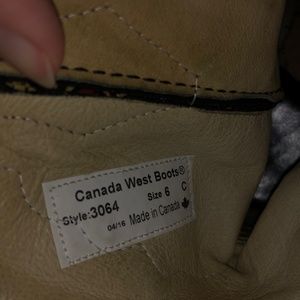 Canada West Boots®
Style:3064 Size 6 C
04/16 Made in Canada